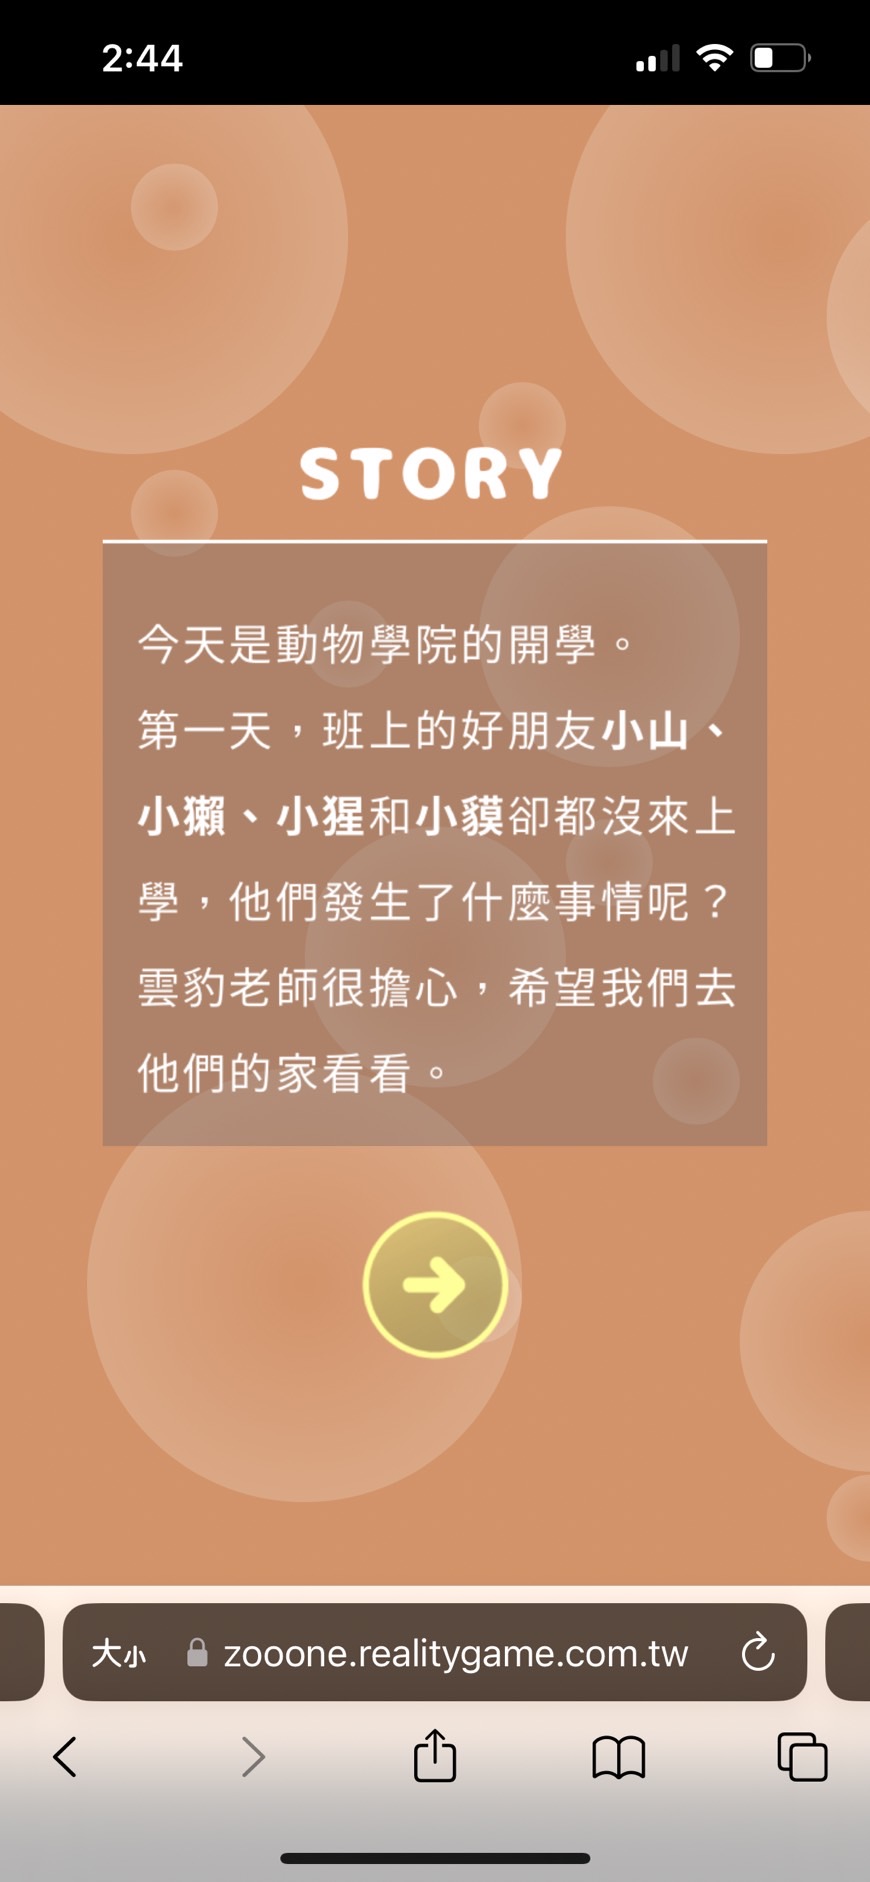 2:44
STORY
今天是動物學院的開學。
第一天，班上的好朋友小山、
小獺、小猩和小貘卻都沒來上
學，他們發生了什麼事情呢？
雲豹老師很擔心，希望我們去
他們的家看看。
大小 zooone.realitygame.com.tw